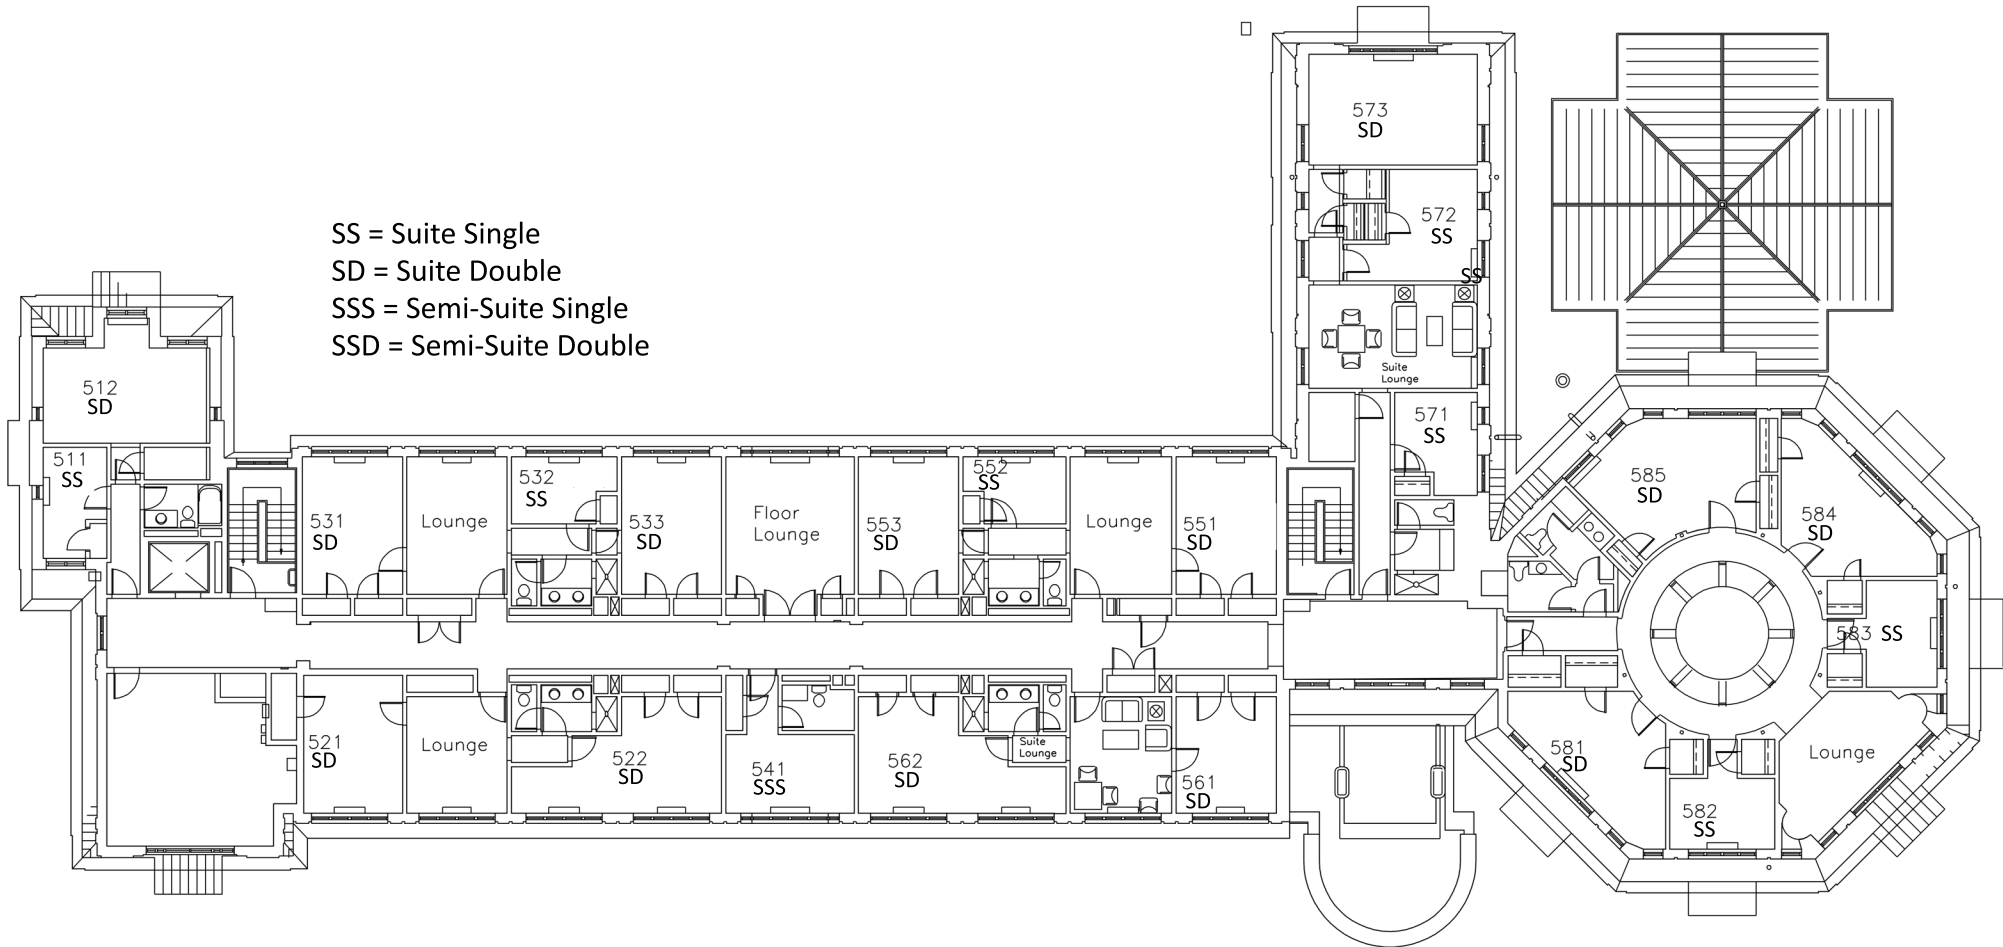 573
SD
SS = Suite Single
SD = Suite Double
SSS = Semi-Suite Single
SSD = Semi-Suite Double
572
SS
SS
Suite
Lounge
512
SD
511
SS
571
SS
532
SS
552
SS
585
SD
584
SD
531
SD
Lounge
533
SD
Floor
Lounge
553
SD
Lounge
551
SD
583 SS
521
SD
Lounge
522
SD
541
SSS
562
SD
Suite
Lounge
561
SD
581
SD
582
SS
Lounge